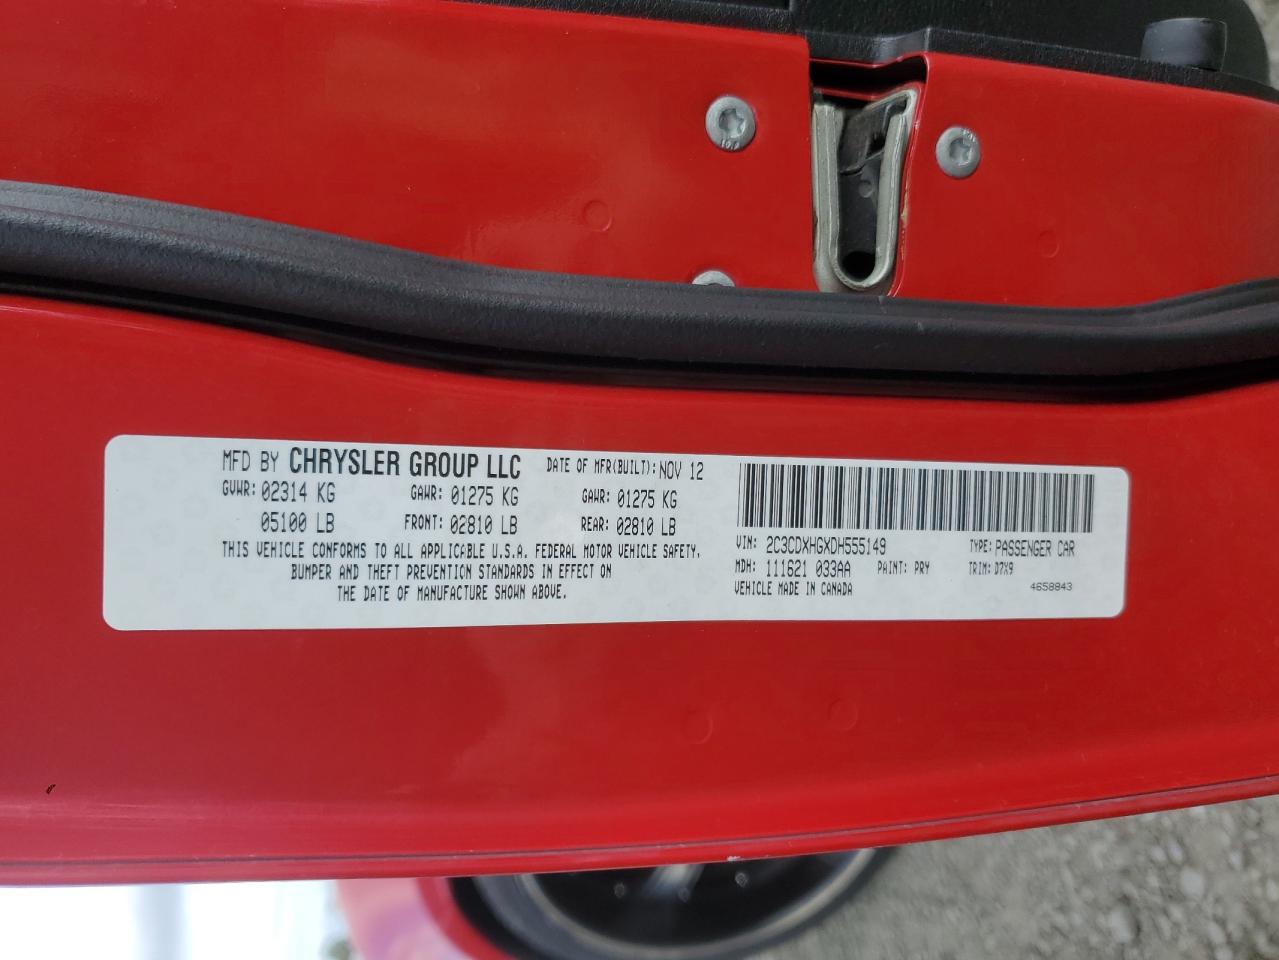 MFD BY CHRYSLER GROUP LLC DATE OF MFR(BUILT): NOV 12
GVWR: 02314 KG GAWR: 01275 KG GAWR: 01275 KG
05100 LB FRONT: 02810 LB REAR: 02810 LB
THIS VEHICLE CONFORMS TO ALL APPLICABLE U.S.A. FEDERAL MOTOR VEHICLE SAFETY,
BUMPER AND THEFT PREVENTION STANDARDS IN EFFECT ON
THE DATE OF MANUFACTURE SHOWN ABOVE.
VIN: 2C3CDXHGXDH555149 TYPE: PASSENGER CAR
MDH: 111621 033AA PAINT: PRY TRIM: D7X9
VEHICLE MADE IN CANADA 4658843